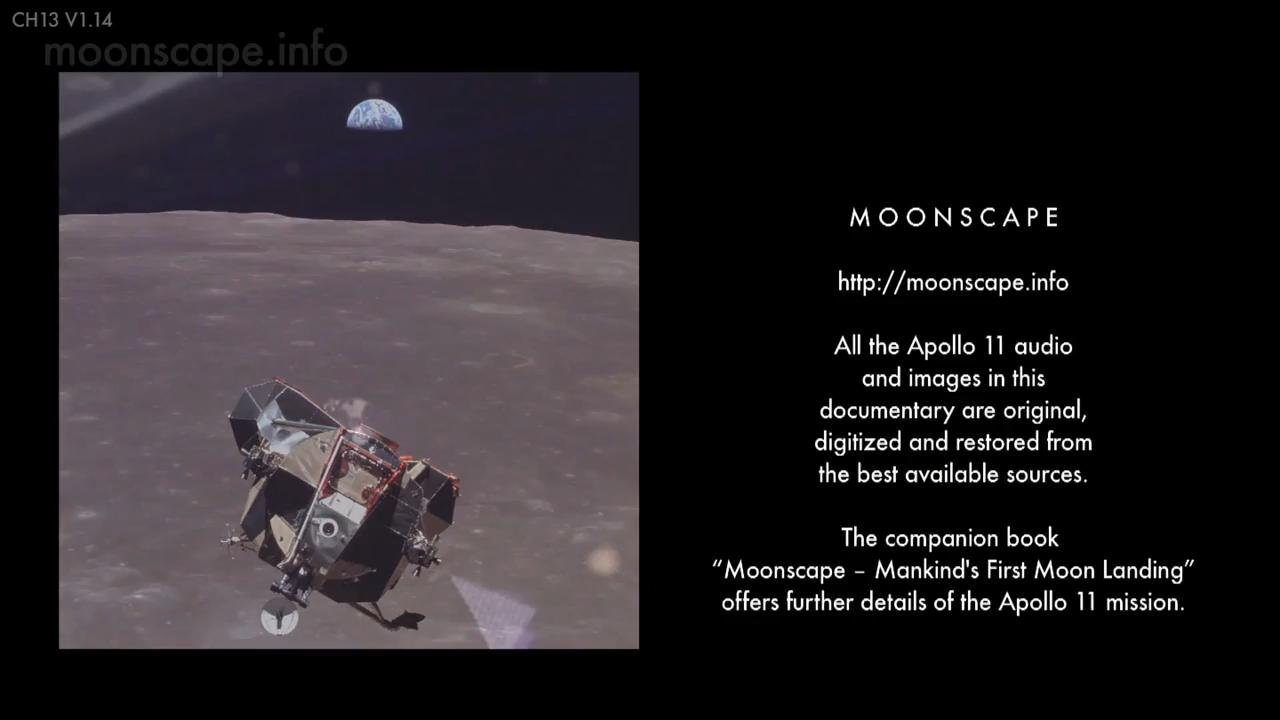 CH13 V1.14
moonscape.info
MOONSCAPE
http://moonscape.info
All the Apollo 11 audio
and images in this
documentary are original,
digitized and restored from
the best available sources.
The companion book
“Moonscape – Mankind's First Moon Landing”
offers further details of the Apollo 11 mission.